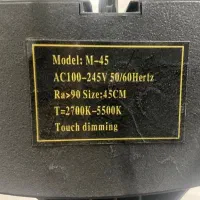 Model: M-45
AC100-245V 50/60Hertz
Ra>90 Size:45CM
T=2700K-5500K
Touch dimming